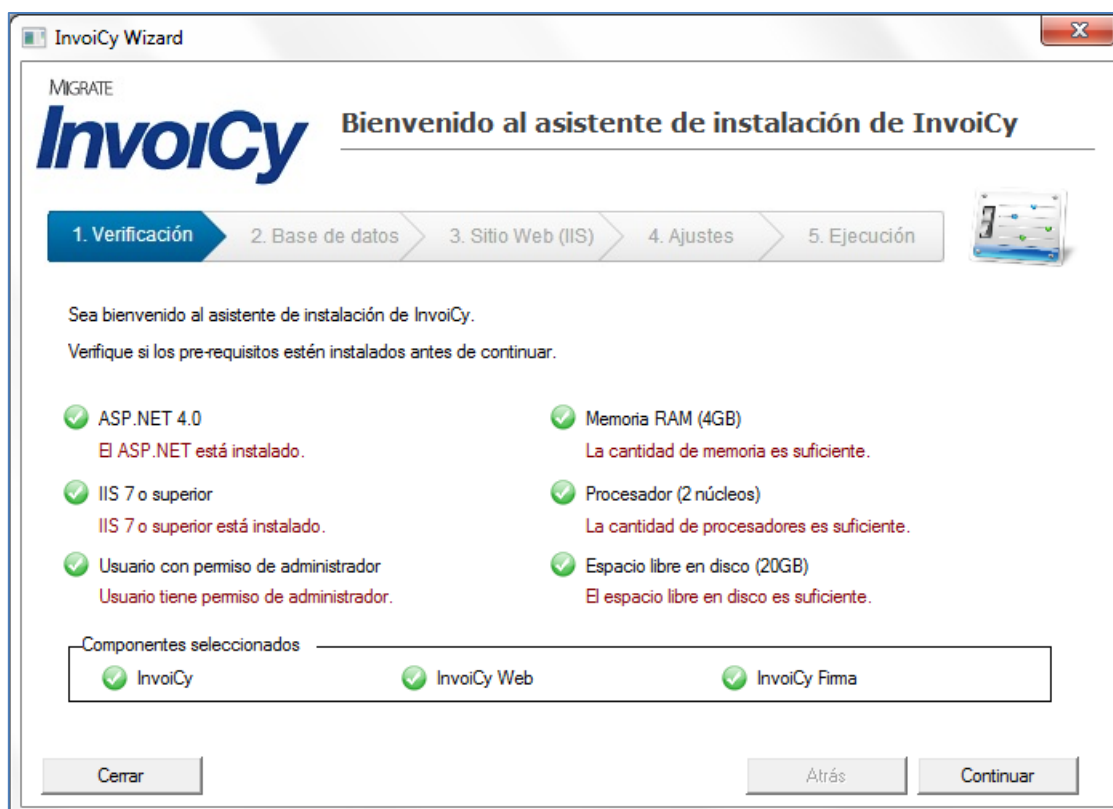 InvoiCy Wizard
MIGRATE
InvoiCy
Bienvenido al asistente de instalación de InvoiCy
1. Verificación
2. Base de datos
3. Sitio Web (IIS)
4. Ajustes
5. Ejecución
Sea bienvenido al asistente de instalación de InvoiCy.
Verifique si los pre-requisitos estén instalados antes de continuar.
ASP.NET 4.0
El ASP.NET está instalado.
IIS 7 o superior
IIS 7 o superior está instalado.
Usuario con permiso de administrador
Usuario tiene permiso de administrador.
Memoria RAM (4GB)
La cantidad de memoria es suficiente.
Procesador (2 núcleos)
La cantidad de procesadores es suficiente.
Espacio libre en disco (20GB)
El espacio libre en disco es suficiente.
Componentes seleccionados
InvoiCy
InvoiCy Web
InvoiCy Firma
Cerrar
Atrás
Continuar